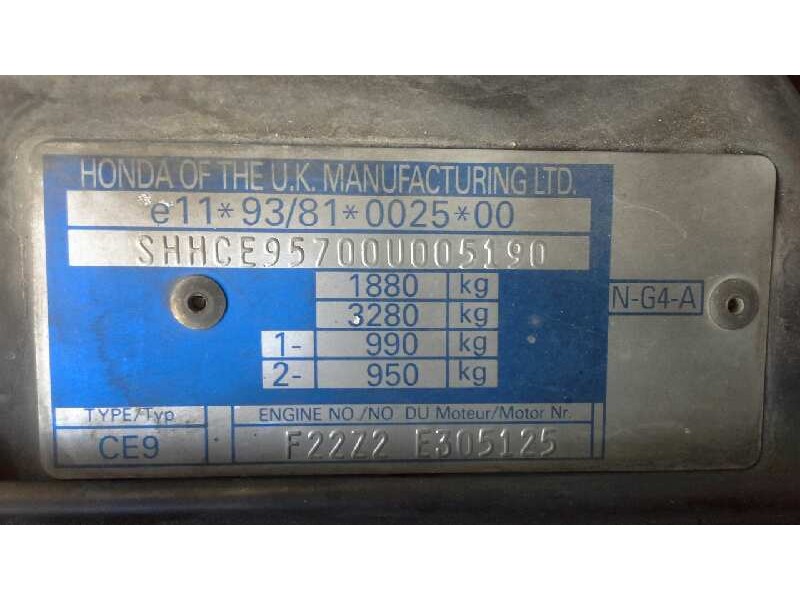 HONDA OF THE U.K. MANUFACTURING LTD.
e11*93/81*0025*00
SHHCE95700U005190
1880 kg
N-G4-A
3280 kg
1- 990 kg
2- 950 kg
TYPE/Typ ENGINE NO./NO DU Moteur/Motor Nr.
CE9 F22Z2 E305125